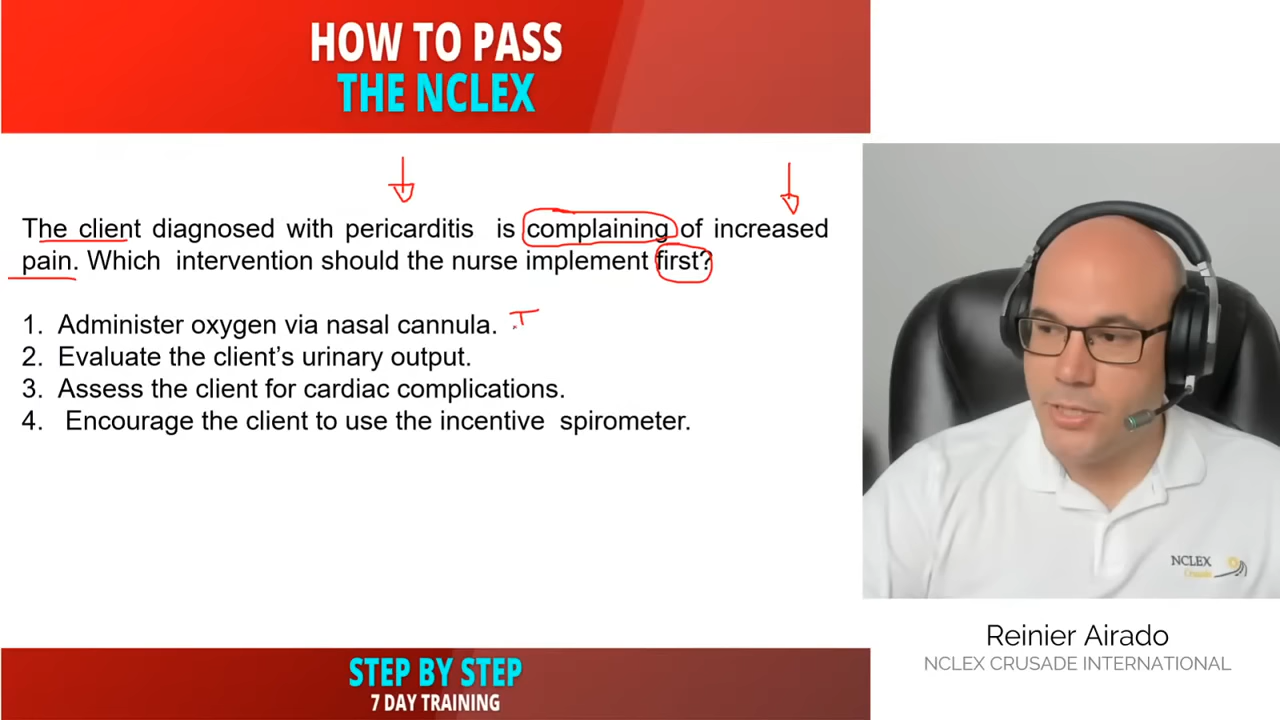 HOW TO PASS
THE NCLEX
The client diagnosed with pericarditis is complaining of increased
pain. Which intervention should the nurse implement first?
1. Administer oxygen via nasal cannula. T
2. Evaluate the client’s urinary output.
3. Assess the client for cardiac complications.
4. Encourage the client to use the incentive spirometer.
NCLEX
Crusade
Reinier Airado
NCLEX CRUSADE INTERNATIONAL
STEP BY STEP
7 DAY TRAINING